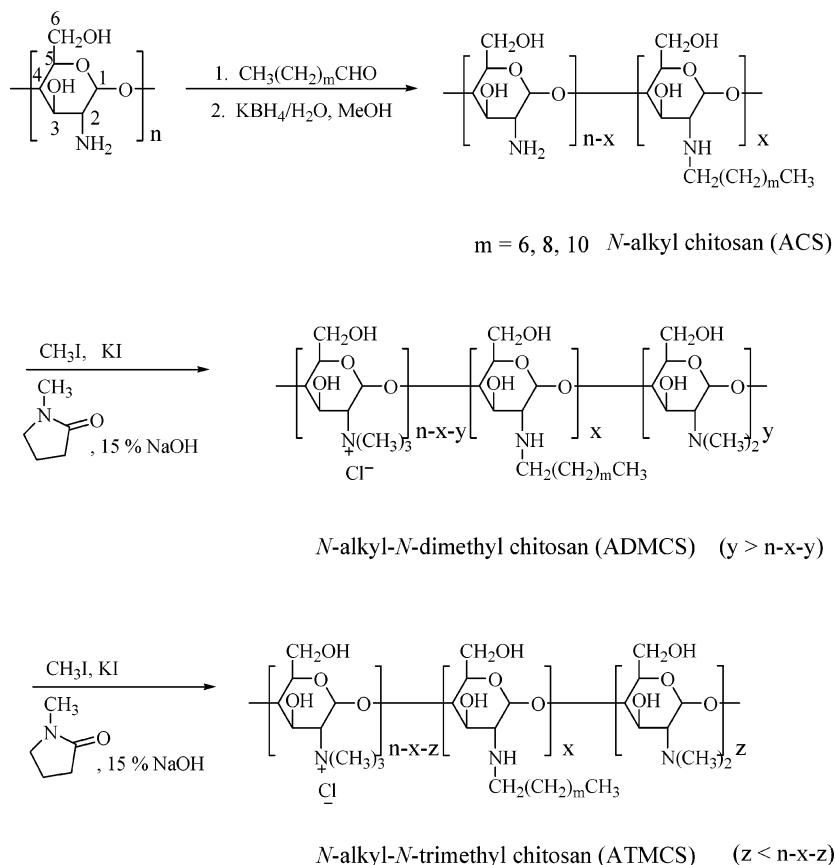 6
CH₂OH
5
O
4
OH
1
O
3
2
NH₂
n
1. CH₃(CH₂)ₘCHO
2. KBH₄/H₂O, MeOH
CH₂OH
O
OH
O
NH₂
n-x
CH₂OH
O
OH
O
NH
x
CH₂(CH₂)ₘCH₃
m = 6, 8, 10 N-alkyl chitosan (ACS)
CH₃I, KI
CH₃
N
O
, 15 % NaOH
CH₂OH
O
OH
O
N(CH₃)₃
+
Cl⁻
n-x-y
CH₂OH
O
OH
O
NH
x
CH₂(CH₂)ₘCH₃
CH₂OH
O
OH
O
N(CH₃)₂
y
N-alkyl-N-dimethyl chitosan (ADMCS) (y > n-x-y)
CH₃I, KI
CH₃
N
O
, 15 % NaOH
CH₂OH
O
OH
O
N(CH₃)₃
+
Cl
−
n-x-z
CH₂OH
O
OH
O
NH
x
CH₂(CH₂)ₘCH₃
CH₂OH
O
OH
O
N(CH₃)₂
z
N-alkyl-N-trimethyl chitosan (ATMCS) (z < n-x-z)